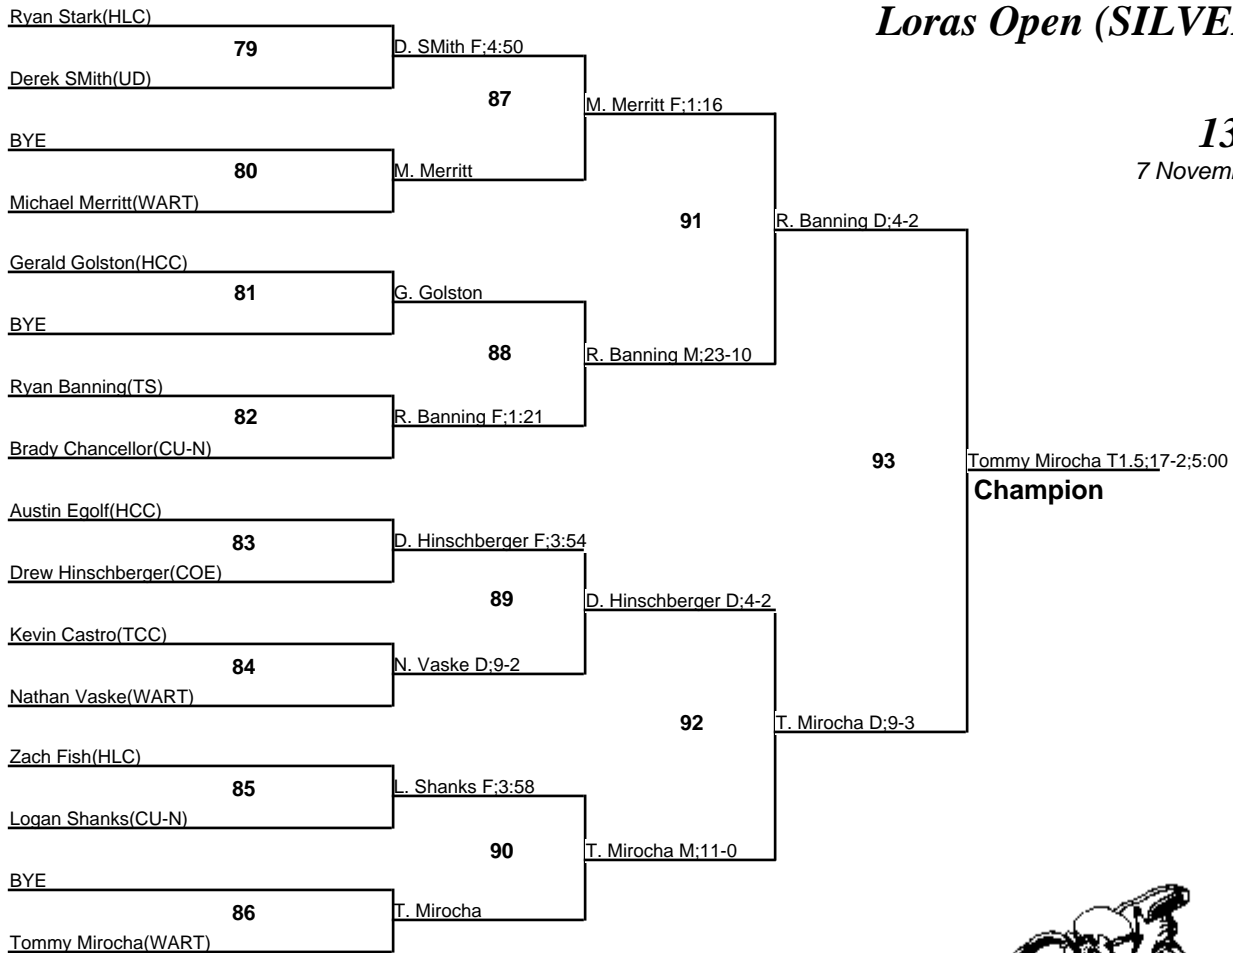 Loras Open (SILVE
13
7 Novem
Ryan Stark(HLC)
79
Derek SMith(UD)
D. SMith F;4:50
87
BYE
80
Michael Merritt(WART)
M. Merritt
M. Merritt F;1:16
91
Gerald Golston(HCC)
81
BYE
G. Golston
88
Ryan Banning(TS)
82
Brady Chancellor(CU-N)
R. Banning F;1:21
R. Banning M;23-10
R. Banning D;4-2
93
Austin Egolf(HCC)
83
Drew Hinschberger(COE)
D. Hinschberger F;3:54
89
Kevin Castro(TCC)
84
Nathan Vaske(WART)
N. Vaske D;9-2
D. Hinschberger D;4-2
92
Zach Fish(HLC)
85
Logan Shanks(CU-N)
L. Shanks F;3:58
90
BYE
86
Tommy Mirocha(WART)
T. Mirocha
T. Mirocha M;11-0
T. Mirocha D;9-3
Tommy Mirocha T1.5;17-2;5:00
Champion